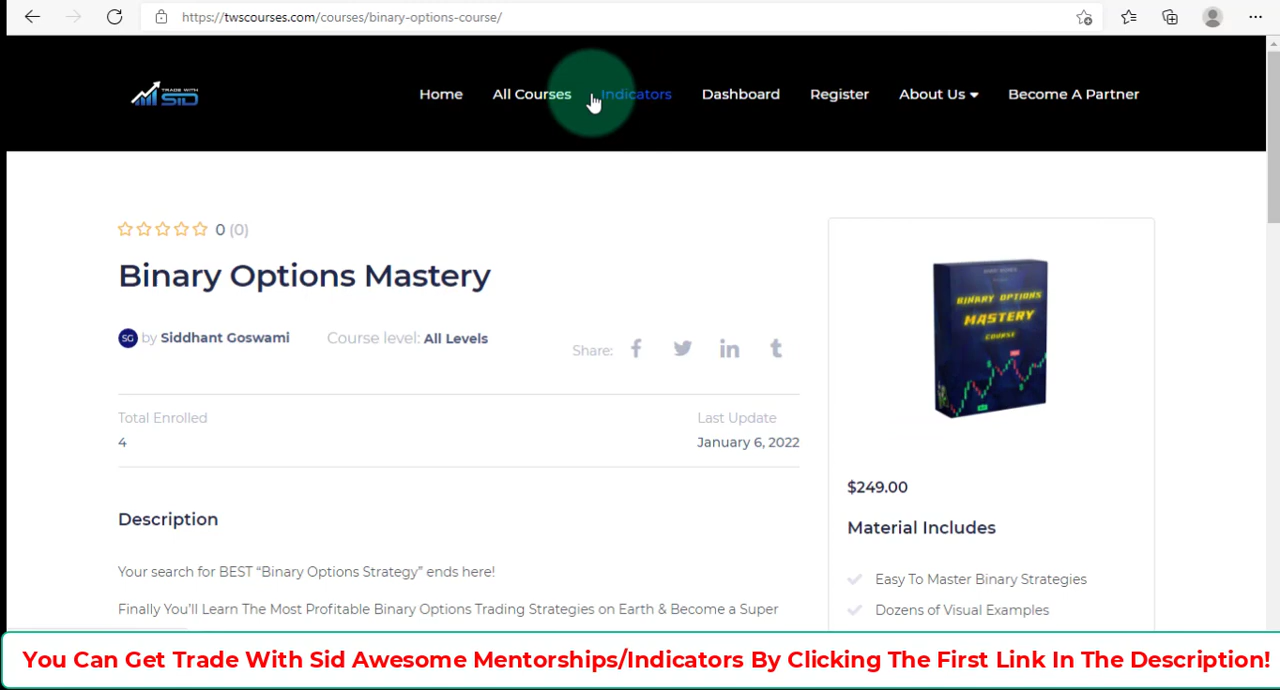 https://twscourses.com/courses/binary-options-course/
TRADE WITH
SID
Home All Courses Indicators Dashboard Register About Us Become A Partner
0 (0)
Binary Options Mastery
SG by Siddhant Goswami Course level: All Levels Share:
Total Enrolled Last Update
4 January 6, 2022
Description
Your search for BEST “Binary Options Strategy” ends here!
Finally You’ll Learn The Most Profitable Binary Options Trading Strategies on Earth & Become a Super
BINARY OPTIONS
MASTERY
COURSE
$249.00
Material Includes
Easy To Master Binary Strategies
Dozens of Visual Examples
You Can Get Trade With Sid Awesome Mentorships/Indicators By Clicking The First Link In The Description!